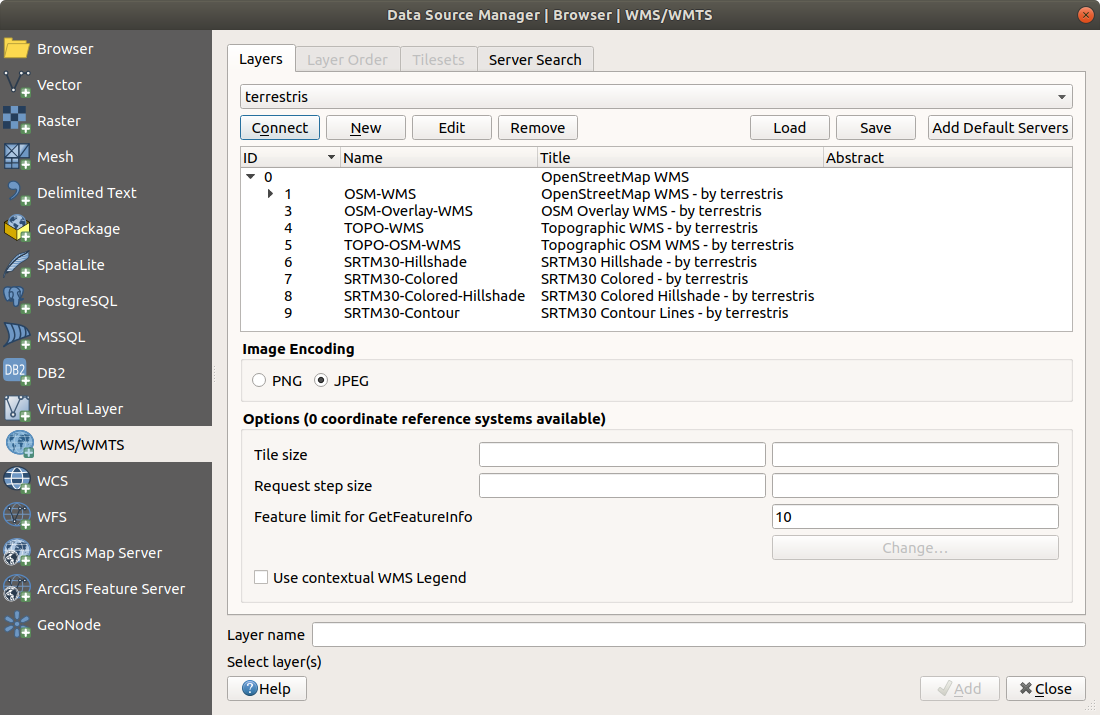 Data Source Manager | Browser | WMS/WMTS
Browser
Vector
Raster
Mesh
Delimited Text
GeoPackage
SpatiaLite
PostgreSQL
MSSQL
DB2
DB2
Virtual Layer
WMS/WMTS
WCS
WFS
ArcGIS Map Server
ArcGIS Feature Server
GeoNode
Layers Layer Order Tilesets Server Search
terrestris
Connect New Edit Remove Load Save Add Default Servers
ID Name Title Abstract
0 OpenStreetMap WMS
1 OSM-WMS OpenStreetMap WMS - by terrestris
3 OSM-Overlay-WMS OSM Overlay WMS - by terrestris
4 TOPO-WMS Topographic WMS - by terrestris
5 TOPO-OSM-WMS Topographic OSM WMS - by terrestris
6 SRTM30-Hillshade SRTM30 Hillshade - by terrestris
7 SRTM30-Colored SRTM30 Colored - by terrestris
8 SRTM30-Colored-Hillshade SRTM30 Colored Hillshade - by terrestris
9 SRTM30-Contour SRTM30 Contour Lines - by terrestris
Image Encoding
PNG JPEG
Options (0 coordinate reference systems available)
Tile size
Request step size
Feature limit for GetFeatureInfo 10
Change...
Use contextual WMS Legend
Layer name
Select layer(s)
Help Add Close